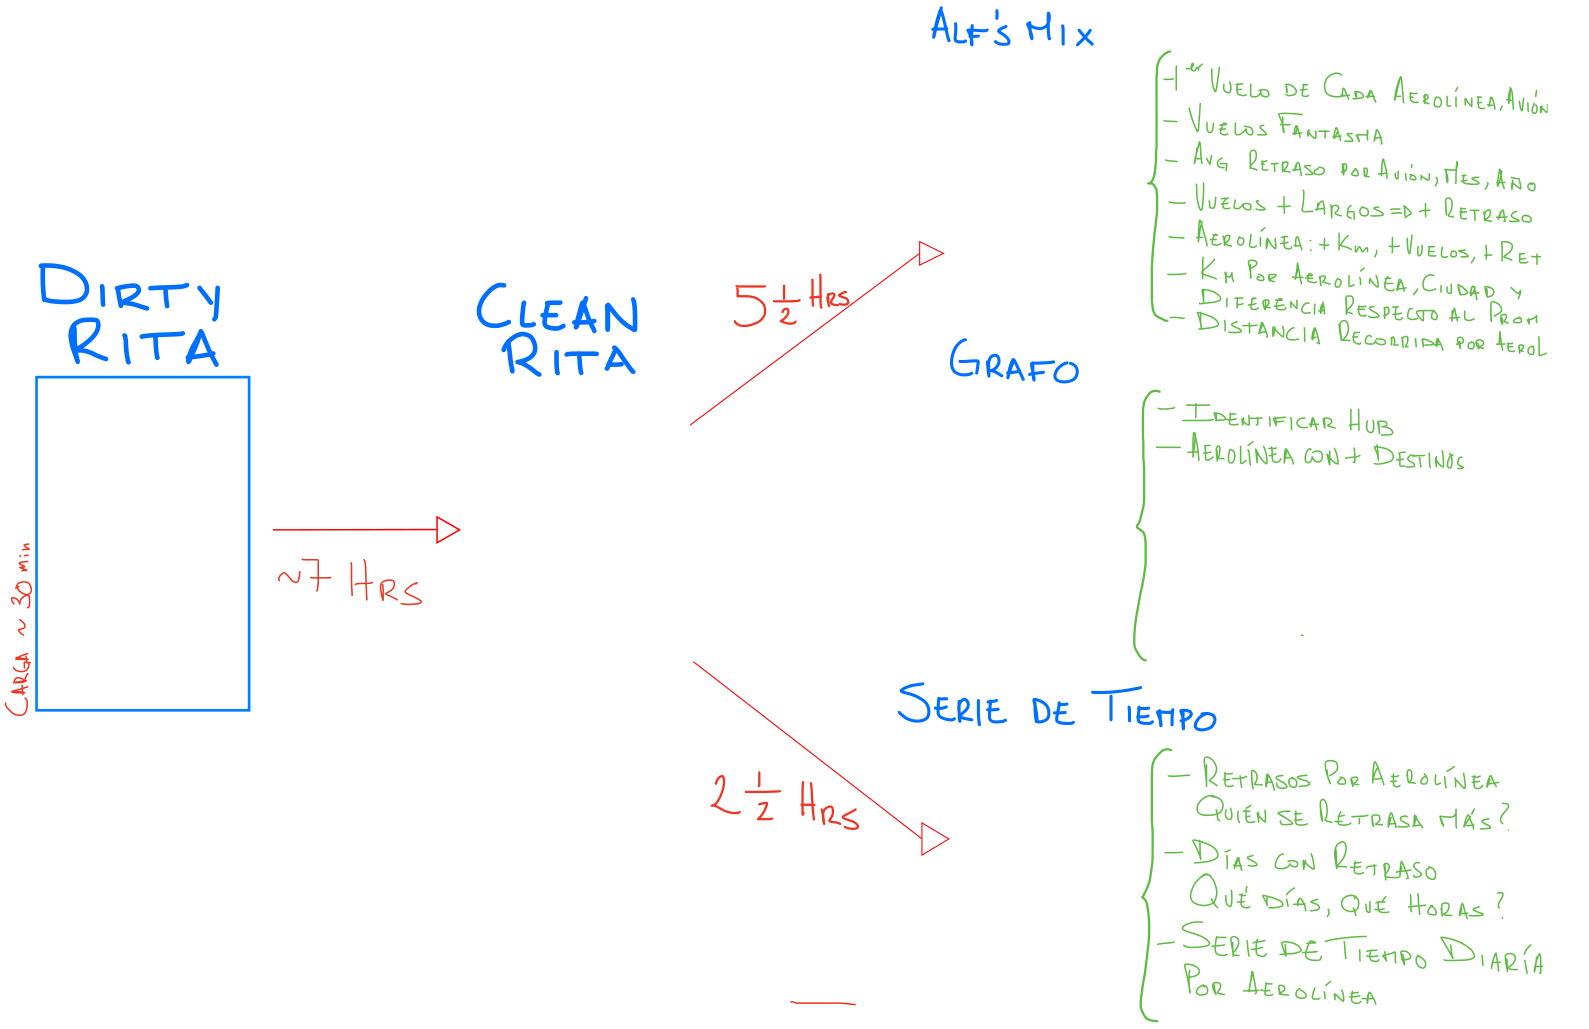 ALF'S MIX
- 1er VUELO DE CADA AEROLÍNEA, AVIÓN
- VUELOS FANTASMA
- AVG RETRASO POR AVIÓN, MES, AÑO
- VUELOS + LARGOS => + RETRASO
- AEROLÍNEA: + KM, + VUELOS, + RET
- KM POR AEROLÍNEA, CIUDAD Y
DIFERENCIA RESPECTO AL PROM
- DISTANCIA RECORRIDA POR AEROL
DIRTY
RITA
CARGA ~ 30 min
~7 HRS
CLEAN
RITA
5 1/2 HRS
GRAFO
- IDENTIFICAR HUB
- AEROLÍNEA CON + DESTINOS
2 1/2 HRS
SERIE DE TIEMPO
- RETRASOS POR AEROLÍNEA
QUIÉN SE RETRASA MÁS?
- DÍAS CON RETRASO
QUÉ DÍAS, QUÉ HORAS?
- SERIE DE TIEMPO DIARÍA
POR AEROLÍNEA